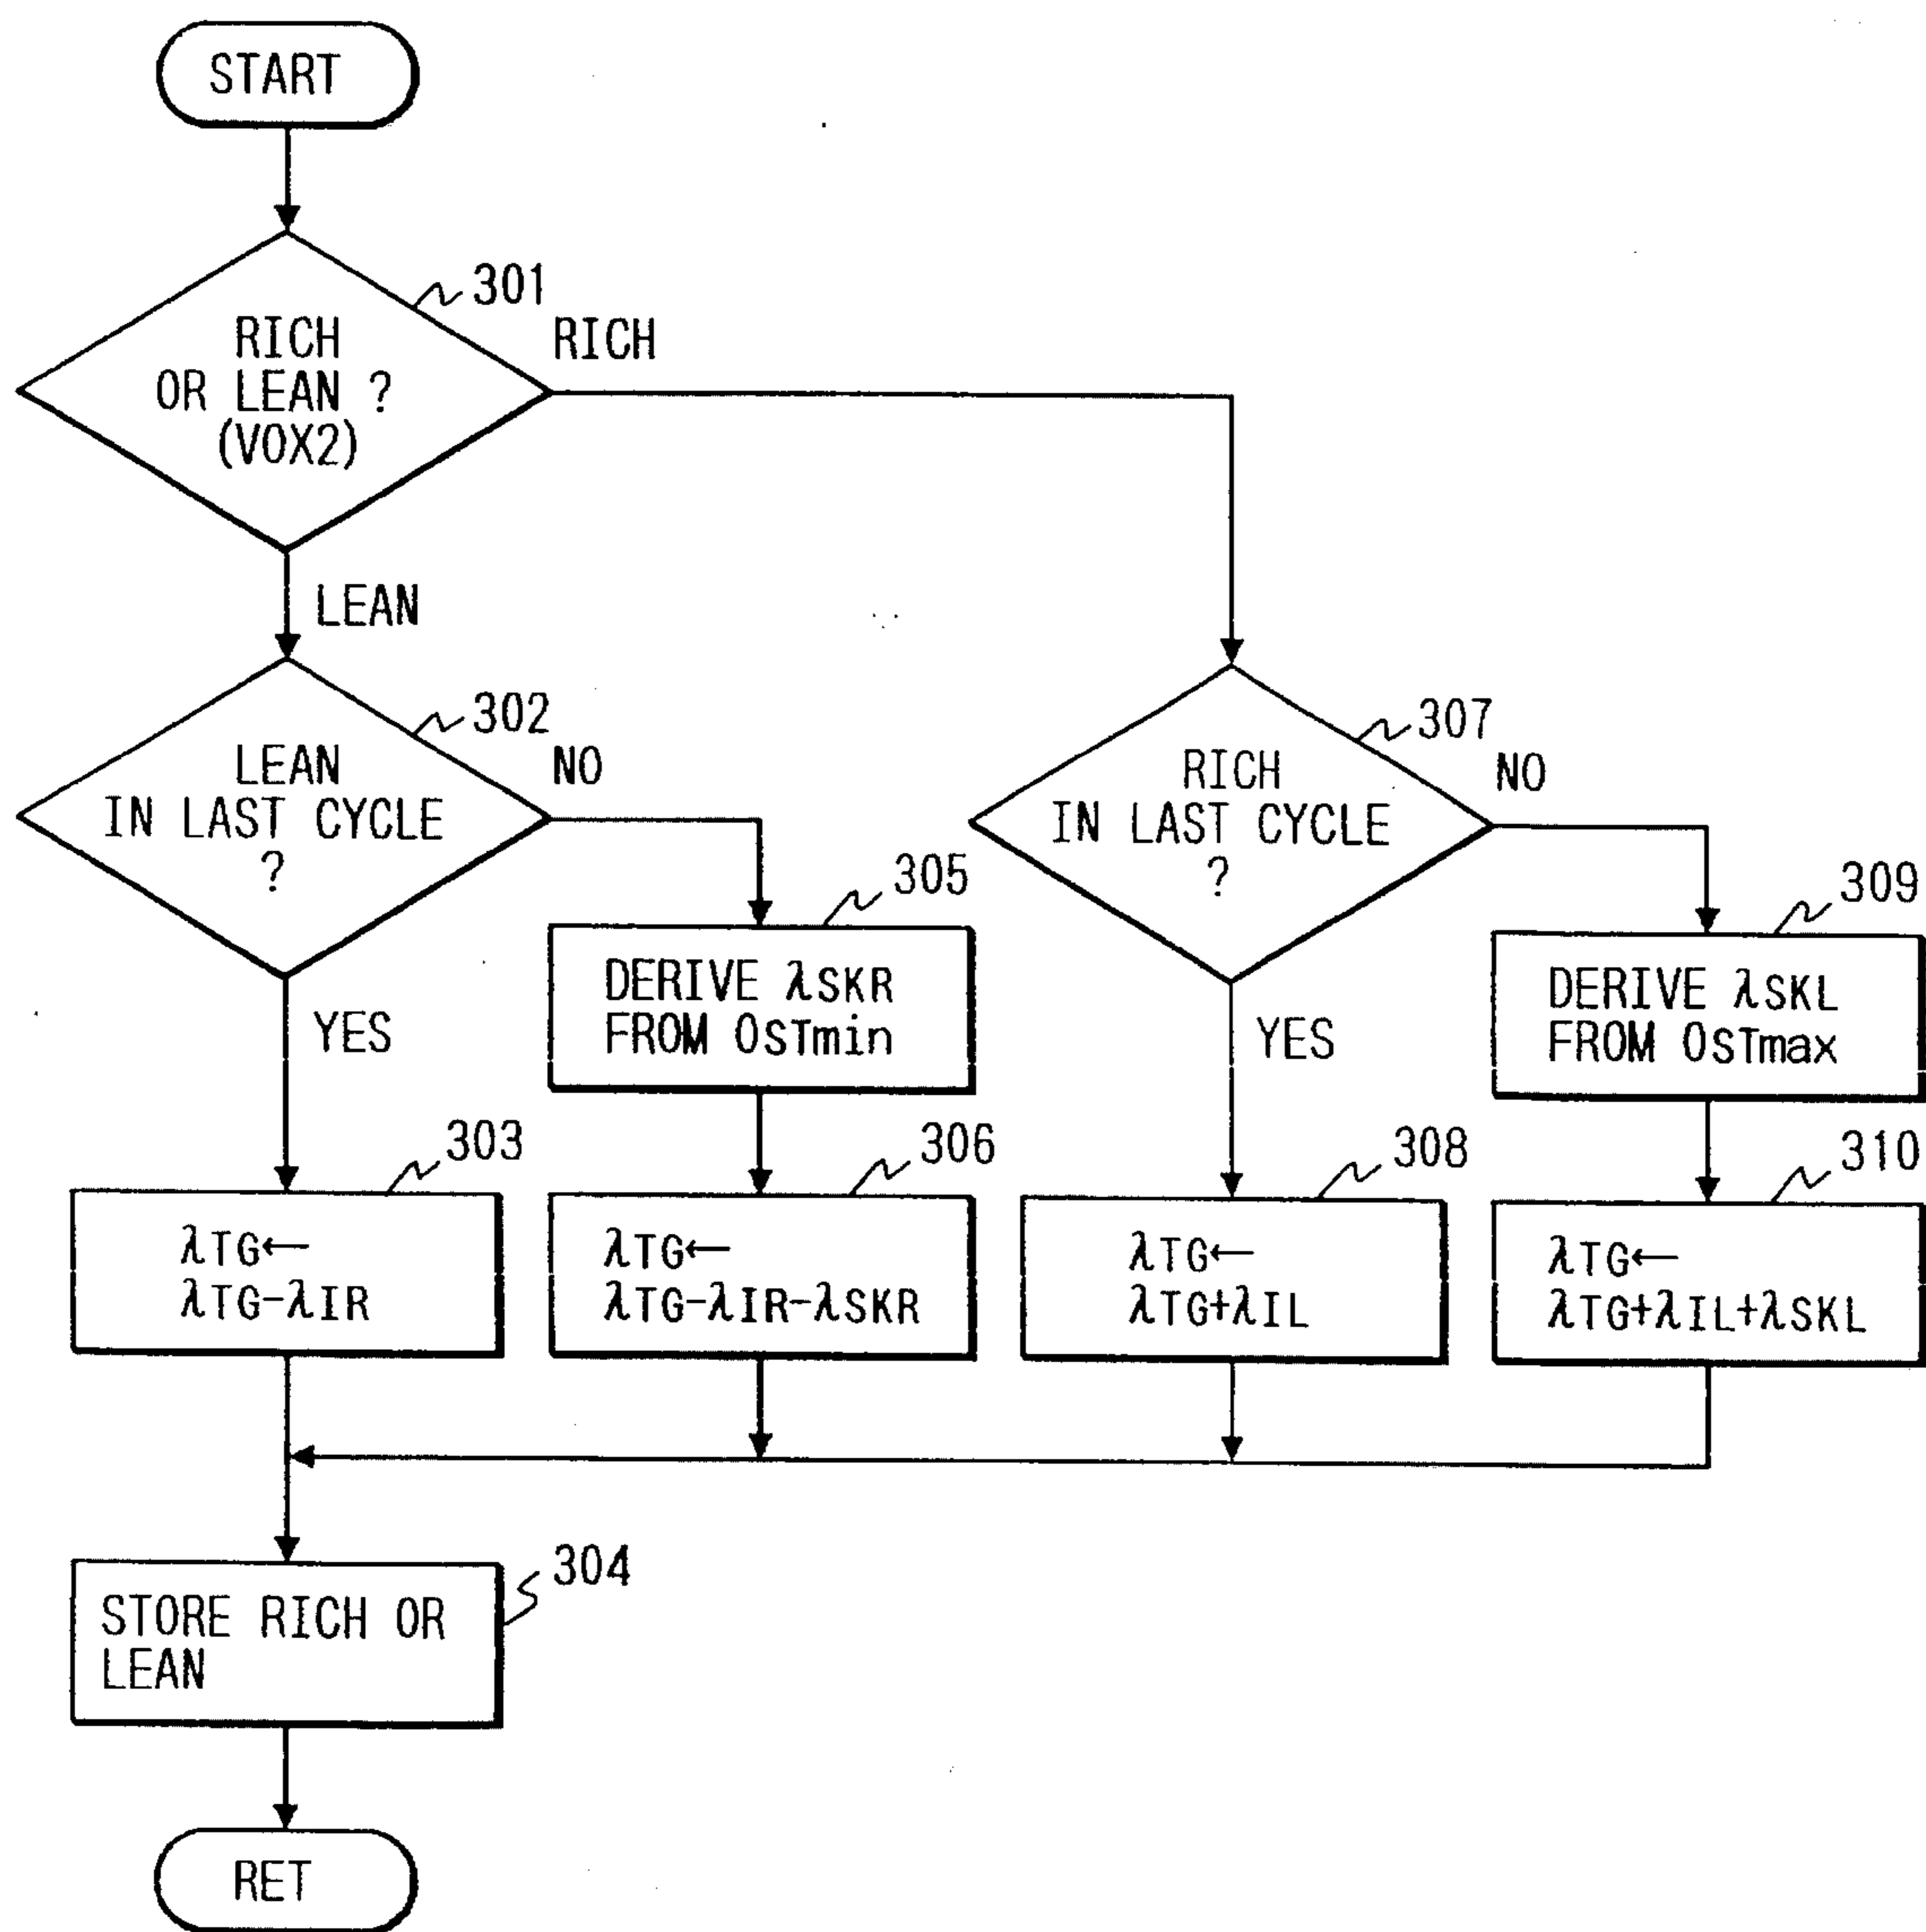 START
301
RICH
OR LEAN ?
(VOX2)
RICH
LEAN
302
LEAN
IN LAST CYCLE
?
NO
YES
307
RICH
IN LAST CYCLE
?
NO
YES
305
DERIVE λSKR
FROM OSTmin
309
DERIVE λSKL
FROM OSTmax
303
λTG←
λTG-λIR
306
λTG←
λTG-λIR-λSKR
308
λTG←
λTG+λIL
310
λTG←
λTG+λIL+λSKL
304
STORE RICH OR
LEAN
RET